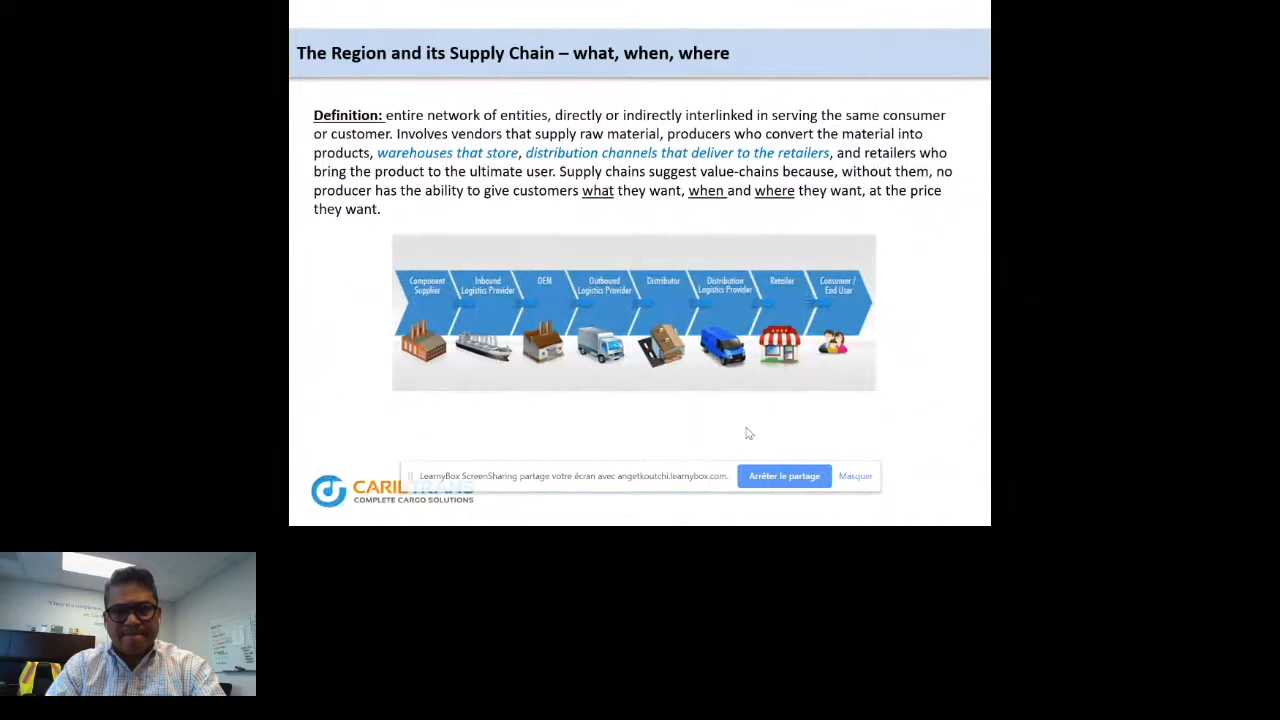 The Region and its Supply Chain – what, when, where
Definition: entire network of entities, directly or indirectly interlinked in serving the same consumer
or customer. Involves vendors that supply raw material, producers who convert the material into
products, warehouses that store, distribution channels that deliver to the retailers, and retailers who
bring the product to the ultimate user. Supply chains suggest value-chains because, without them, no
producer has the ability to give customers what they want, when and where they want, at the price
they want.
Component
Supplier
Inbound
Logistics Provider
OEM
Outbound
Logistics Provider
Distributor
Distribution
Logistics Provider
Retailer
Consumer /
End User
LearnyBox ScreenSharing partage votre écran avec angetkoutchi.learnybox.com.
Arrêter le partage
Masquer
CARILTRANS
COMPLETE CARGO SOLUTIONS